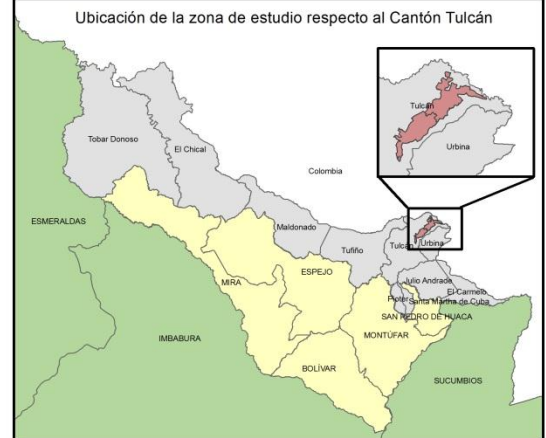 Ubicación de la zona de estudio respecto al Cantón Tulcán
Tulcán
Urbina
Tobar Donoso
El Chical
Colombia
ESMERALDAS
Maldonado
Tufiño
Tulcán
Urbina
MIRA
ESPEJO
Julio Andrade
El Carmelo
Pioter
Santa Martha de Cuba
SAN PEDRO DE HUACA
IMBABURA
MONTÚFAR
BOLÍVAR
SUCUMBIOS